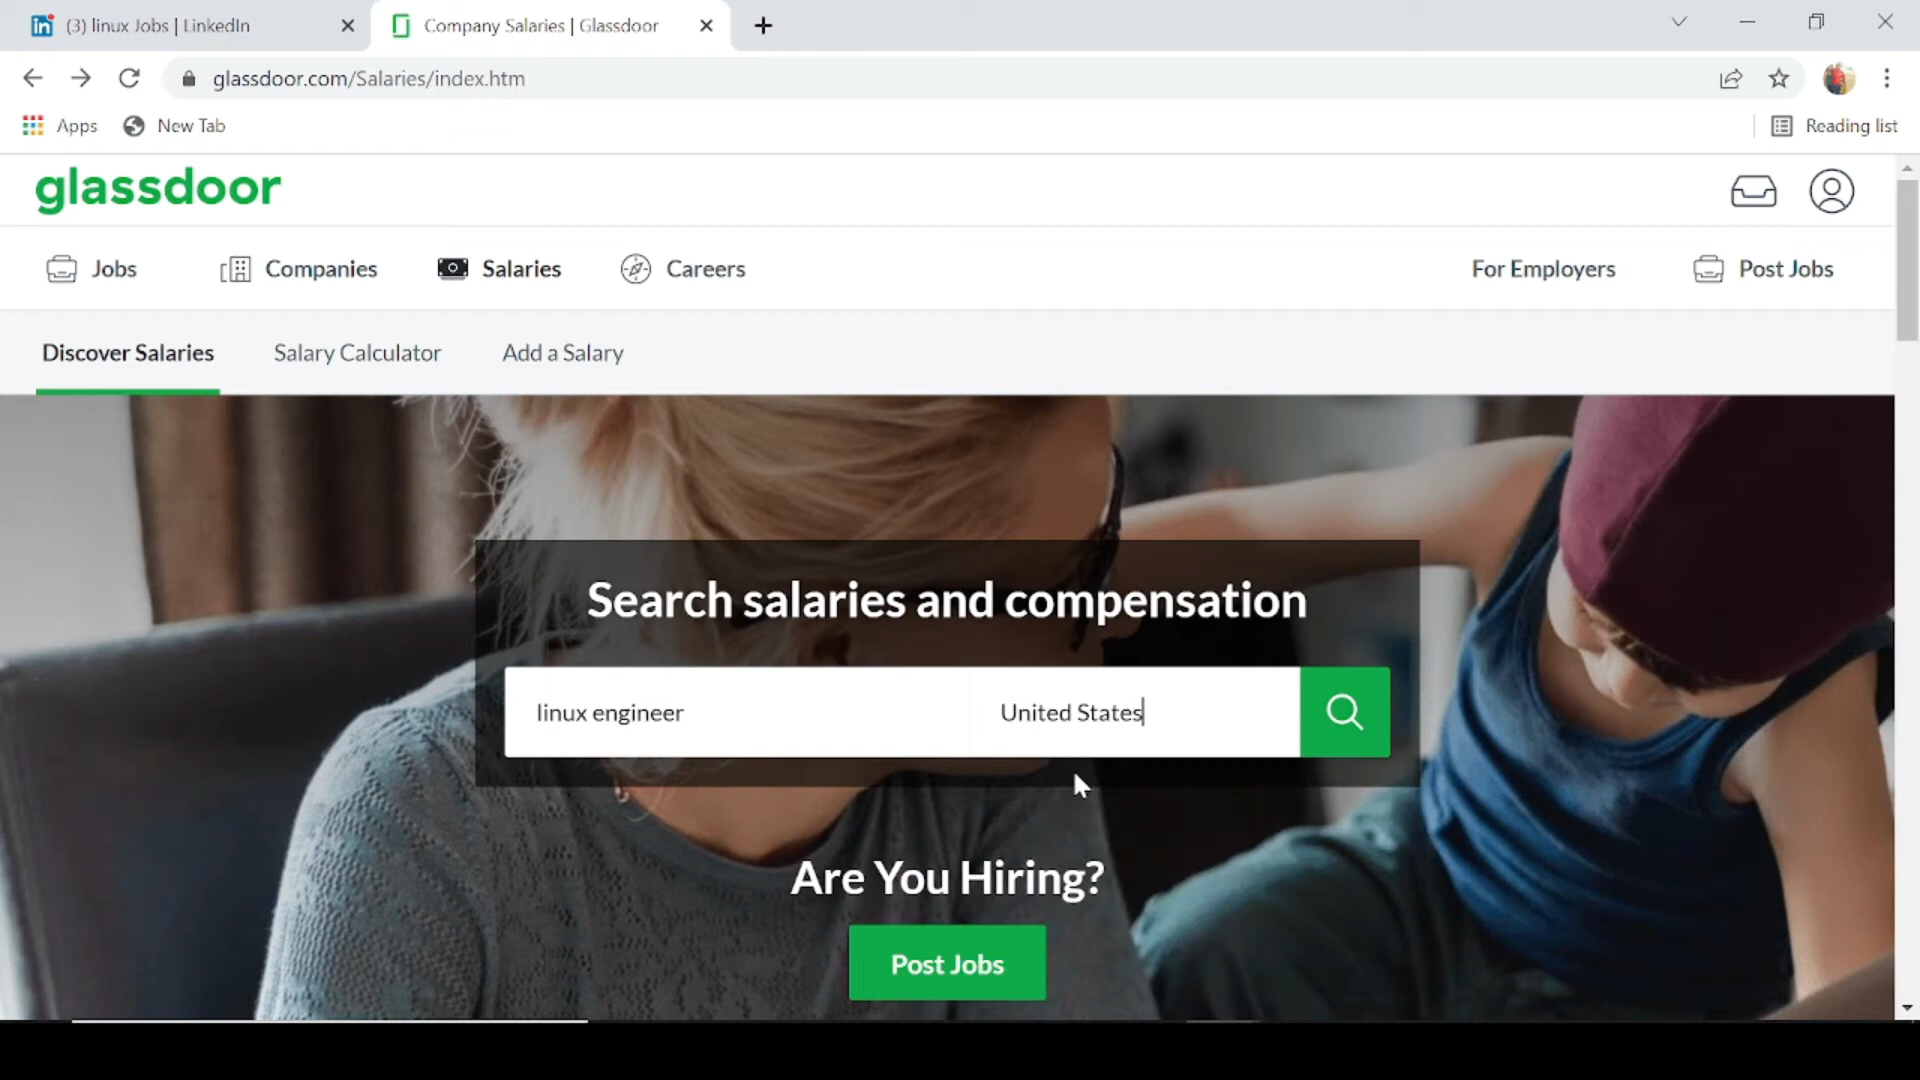 (3) linux Jobs | LinkedIn
Company Salaries | Glassdoor
glassdoor.com/Salaries/index.htm
Apps
New Tab
Reading list
glassdoor
Jobs
Companies
Salaries
Careers
For Employers
Post Jobs
Discover Salaries
Salary Calculator
Add a Salary
Search salaries and compensation
linux engineer
United States
Are You Hiring?
Post Jobs